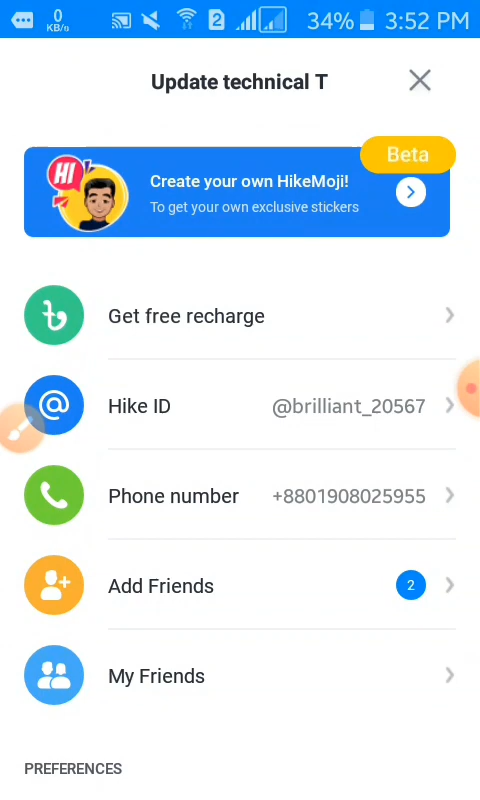 0 KB/s 2 34% 3:52 PM
Update technical T
Beta
HI
Create your own HikeMoji!
To get your own exclusive stickers
৳ Get free recharge
@ Hike ID @brilliant_20567
Phone number +8801908025955
Add Friends 2
My Friends
PREFERENCES